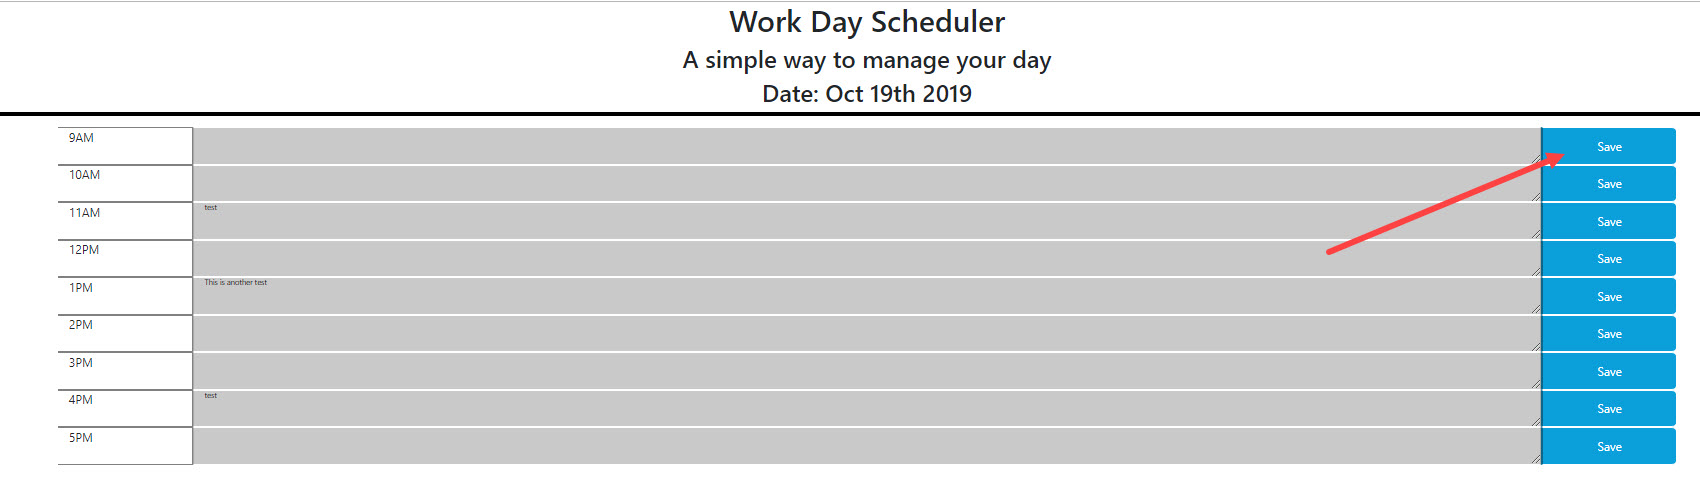 Work Day Scheduler
A simple way to manage your day
Date: Oct 19th 2019
9AM Save
10AM Save
11AM test Save
12PM Save
1PM This is another test Save
2PM Save
3PM Save
4PM test Save
5PM Save